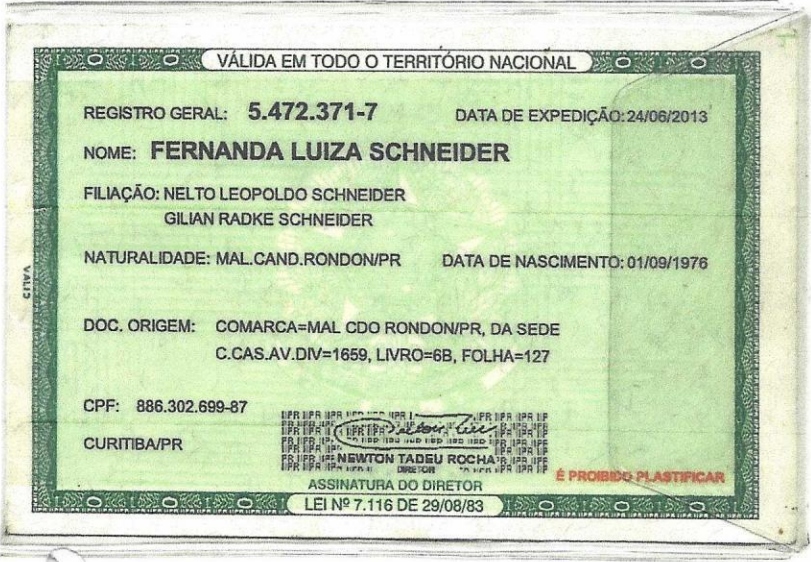 VÁLIDA EM TODO O TERRITÓRIO NACIONAL
REGISTRO GERAL: 5.472.371-7 DATA DE EXPEDIÇÃO: 24/06/2013
NOME: FERNANDA LUIZA SCHNEIDER
FILIAÇÃO: NELTO LEOPOLDO SCHNEIDER
GILIAN RADKE SCHNEIDER
NATURALIDADE: MAL.CAND.RONDON/PR DATA DE NASCIMENTO: 01/09/1976
DOC. ORIGEM: COMARCA=MAL CDO RONDON/PR, DA SEDE
C.CAS.AV.DIV=1659, LIVRO=6B, FOLHA=127
CPF: 886.302.699-87
CURITIBA/PR
NEWTON TADEU ROCHA
DIRETOR
É PROIBIDO PLASTIFICAR
ASSINATURA DO DIRETOR
LEI Nº 7.116 DE 29/08/83